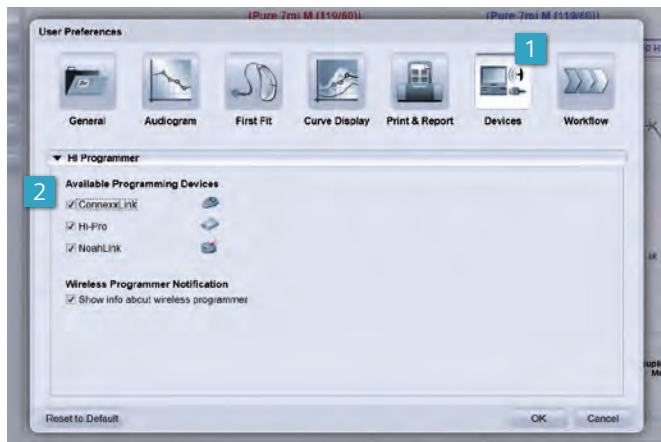 (Pure 7mi M (119/60)) (Pure 7mi M (119/60))
User Preferences
1
General Audiogram First Fit Curve Display Print & Report Devices Workflow
HI Programmer
2
Available Programming Devices
ConnexxLink
Hi-Pro
NoahLink
Wireless Programmer Notification
Show info about wireless programmer
Reset to Default OK Cancel